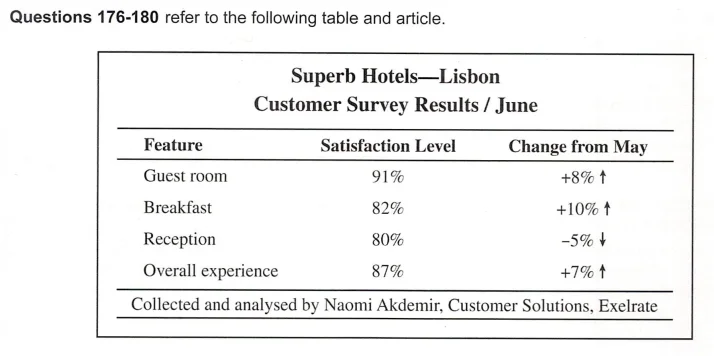 Questions 176-180 refer to the following table and article.
Superb Hotels—Lisbon
Customer Survey Results / June
Feature Satisfaction Level Change from May
Guest room 91% +8% ↑
Breakfast 82% +10% ↑
Reception 80% –5% ↓
Overall experience 87% +7% ↑
Collected and analysed by Naomi Akdemir, Customer Solutions, Exelrate